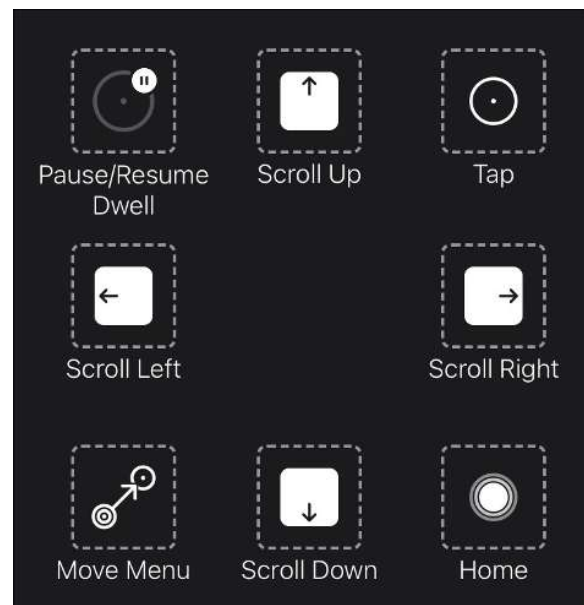 Pause/Resume
Dwell
Scroll Up
Tap
Scroll Left
Scroll Right
Move Menu
Scroll Down
Home